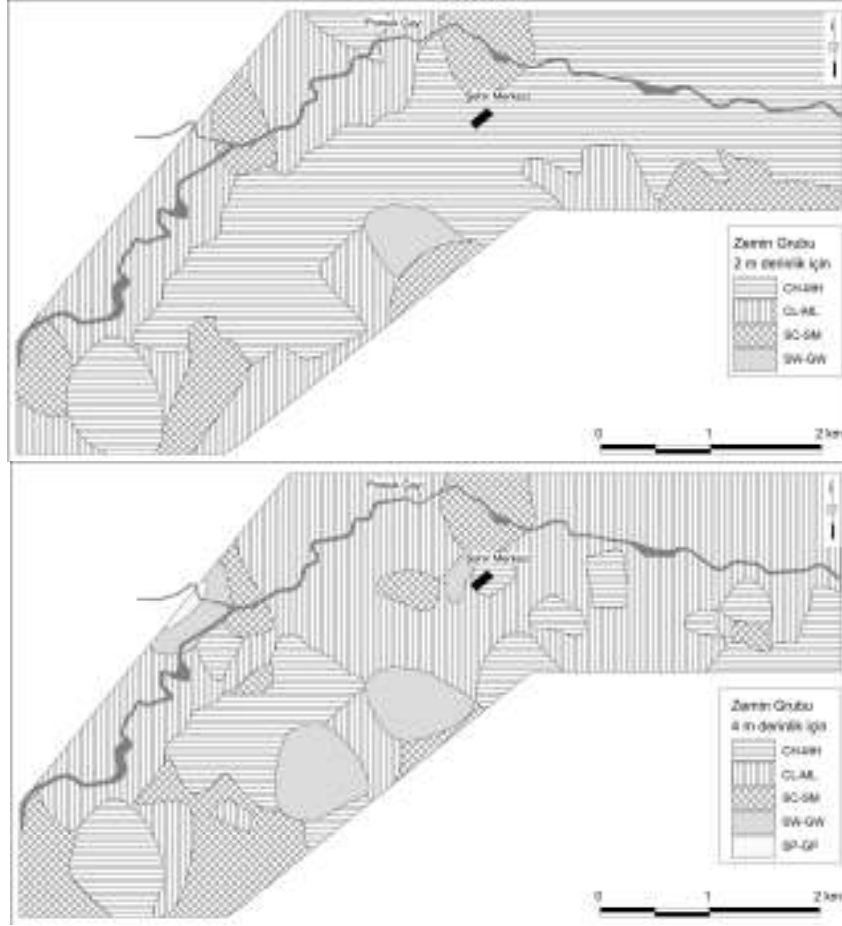 Porsuk Çayı
Şehir Merkezi
Zemin Grubu
2 m derinlik için
CH-MH
CL-ML
SC-SM
SW-GW
0 1 2 km
Porsuk Çayı
Şehir Merkezi
Zemin Grubu
4 m derinlik için
CH-MH
CL-ML
SC-SM
SW-GW
SP-GP
0 1 2 km